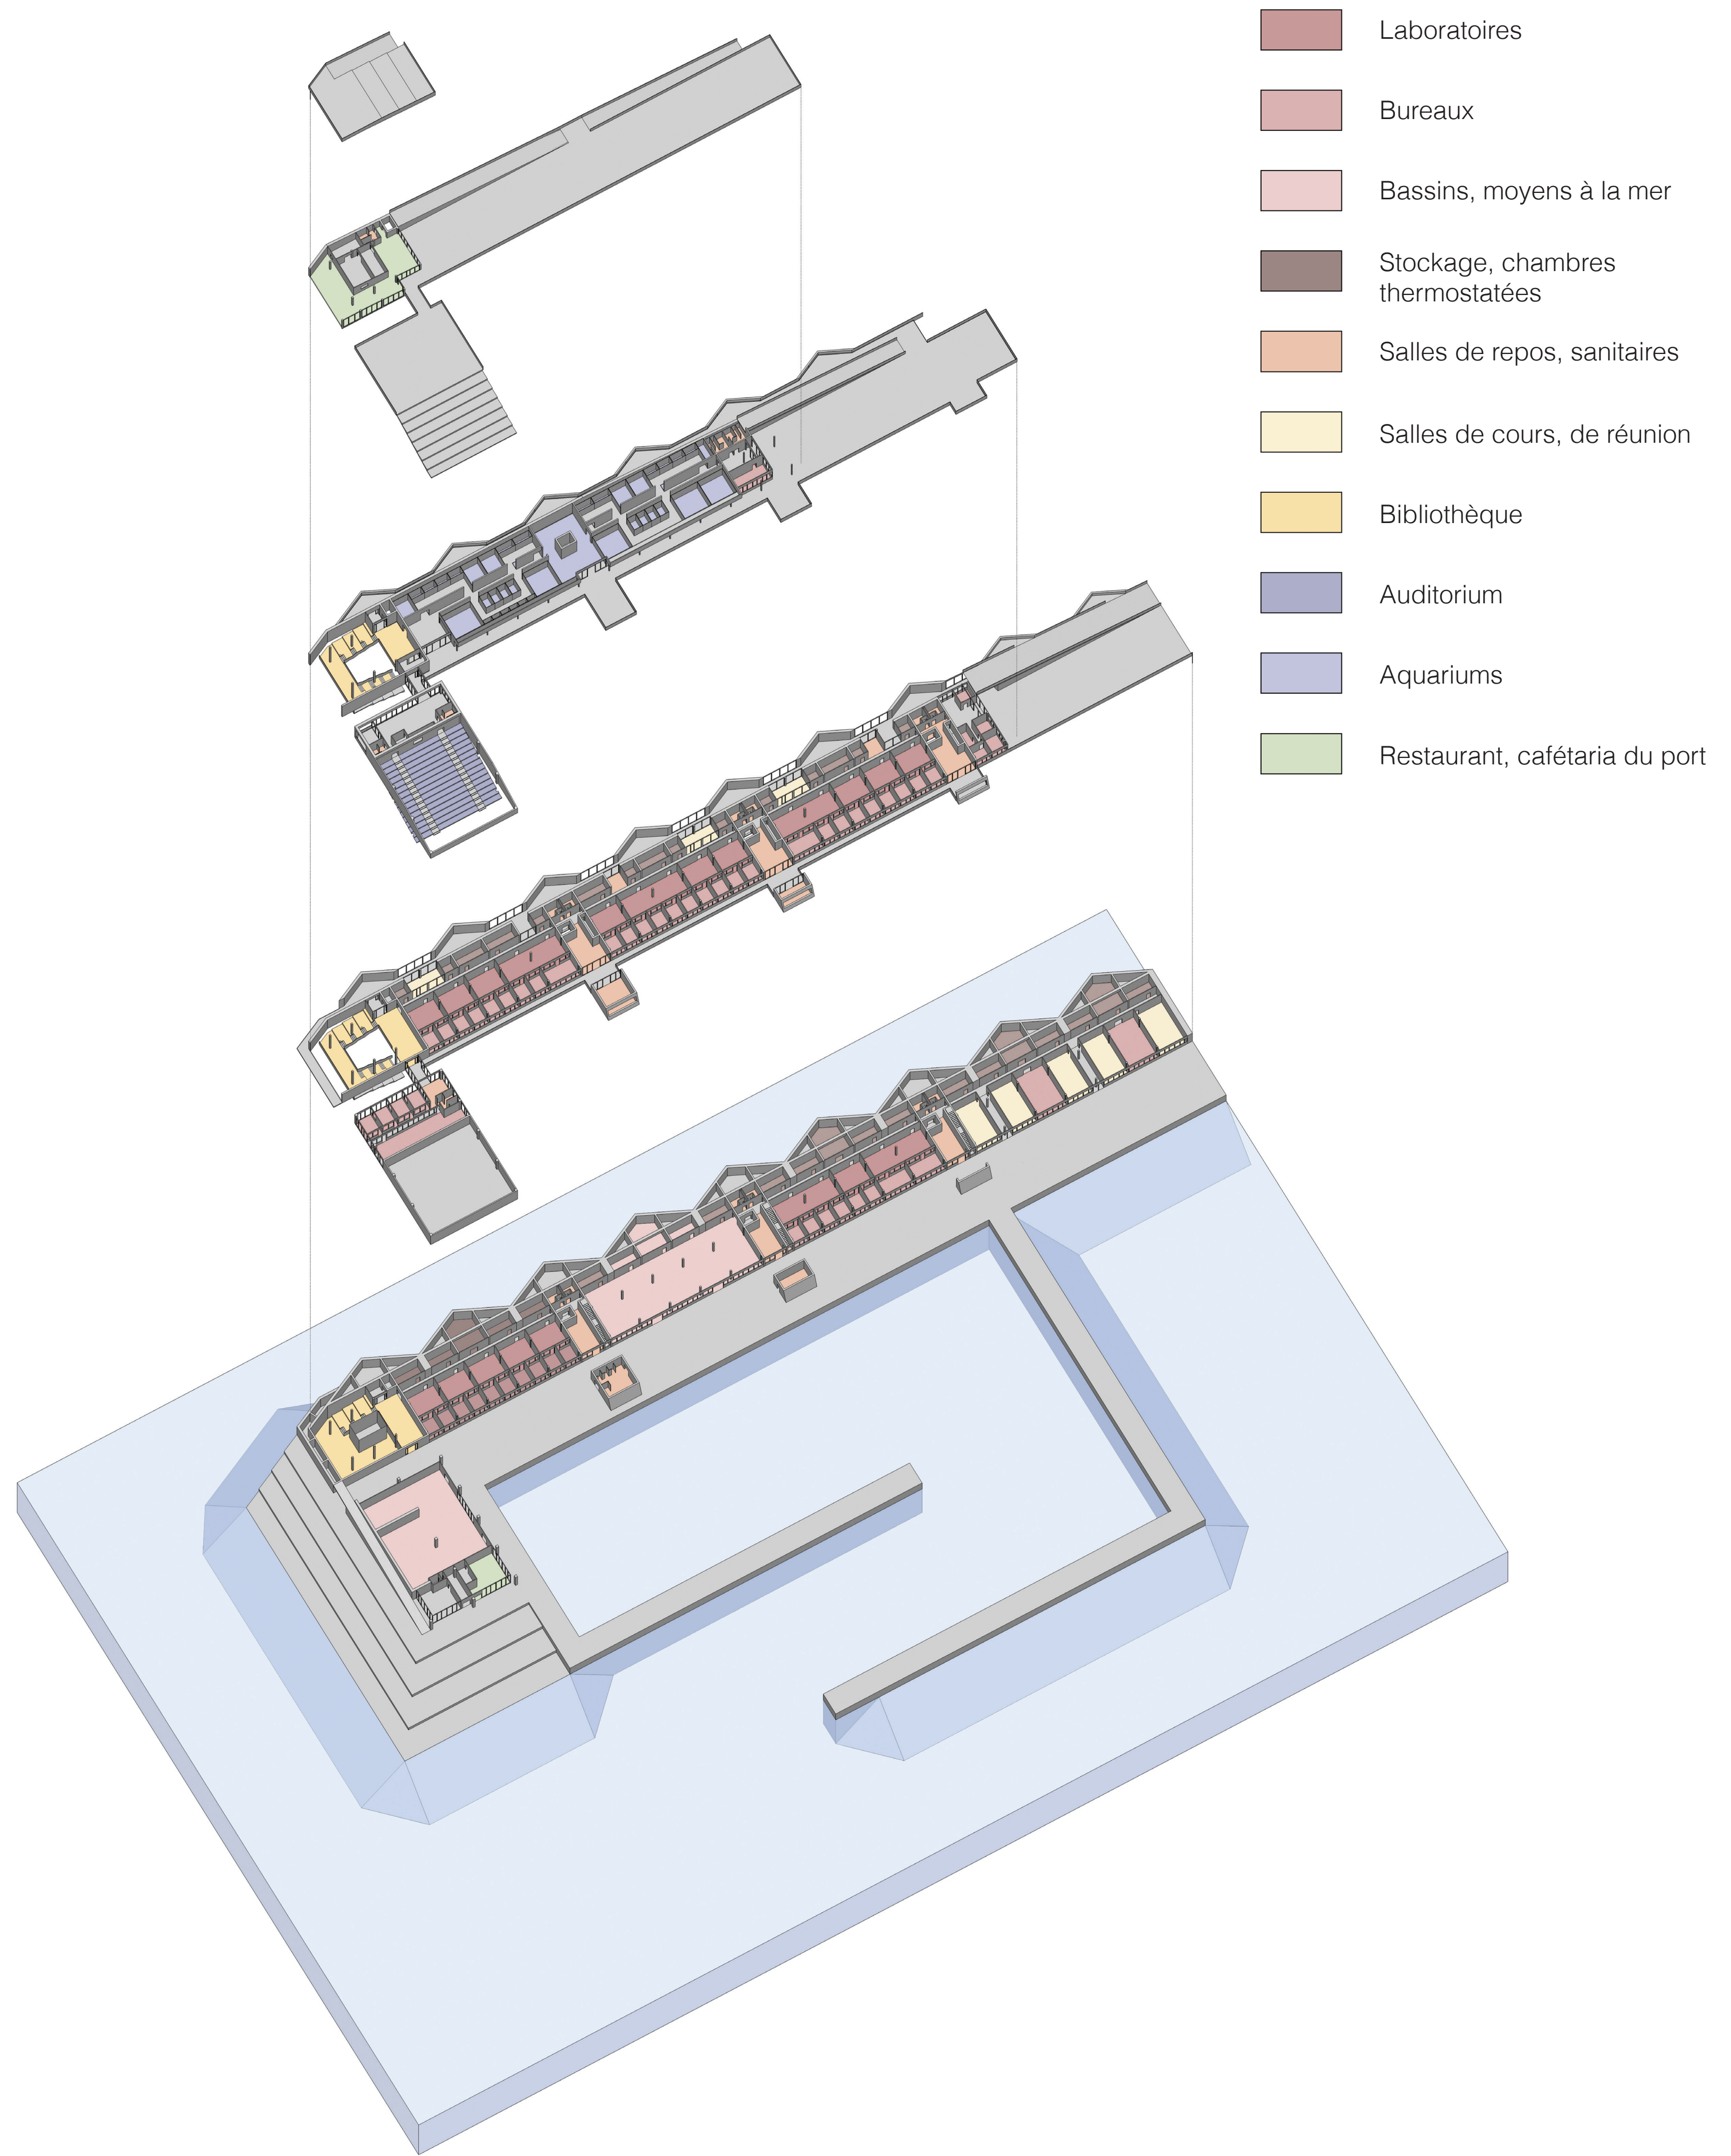 Laboratoires
Bureaux
Bassins, moyens à la mer
Stockage, chambres
thermostatées
Salles de repos, sanitaires
Salles de cours, de réunion
Bibliothèque
Auditorium
Aquariums
Restaurant, cafétaria du port